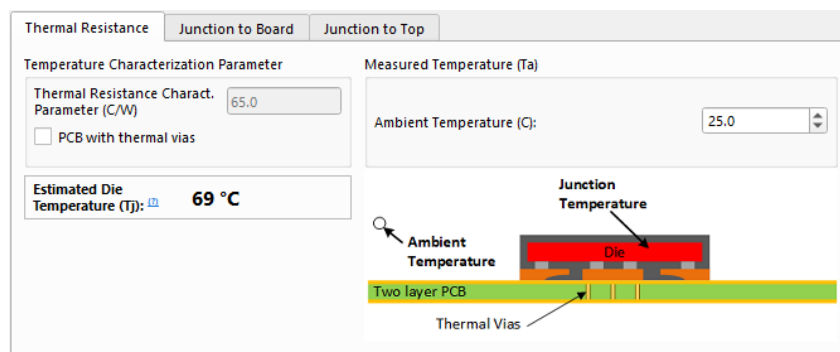 Thermal Resistance
Junction to Board
Junction to Top
Temperature Characterization Parameter
Thermal Resistance Charact.
Parameter (C/W)
65.0
PCB with thermal vias
Estimated Die
Temperature (Tj): (?)
69 °C
Measured Temperature (Ta)
Ambient Temperature (C):
25.0
Junction
Temperature
Ambient
Temperature
Die
Two layer PCB
Thermal Vias